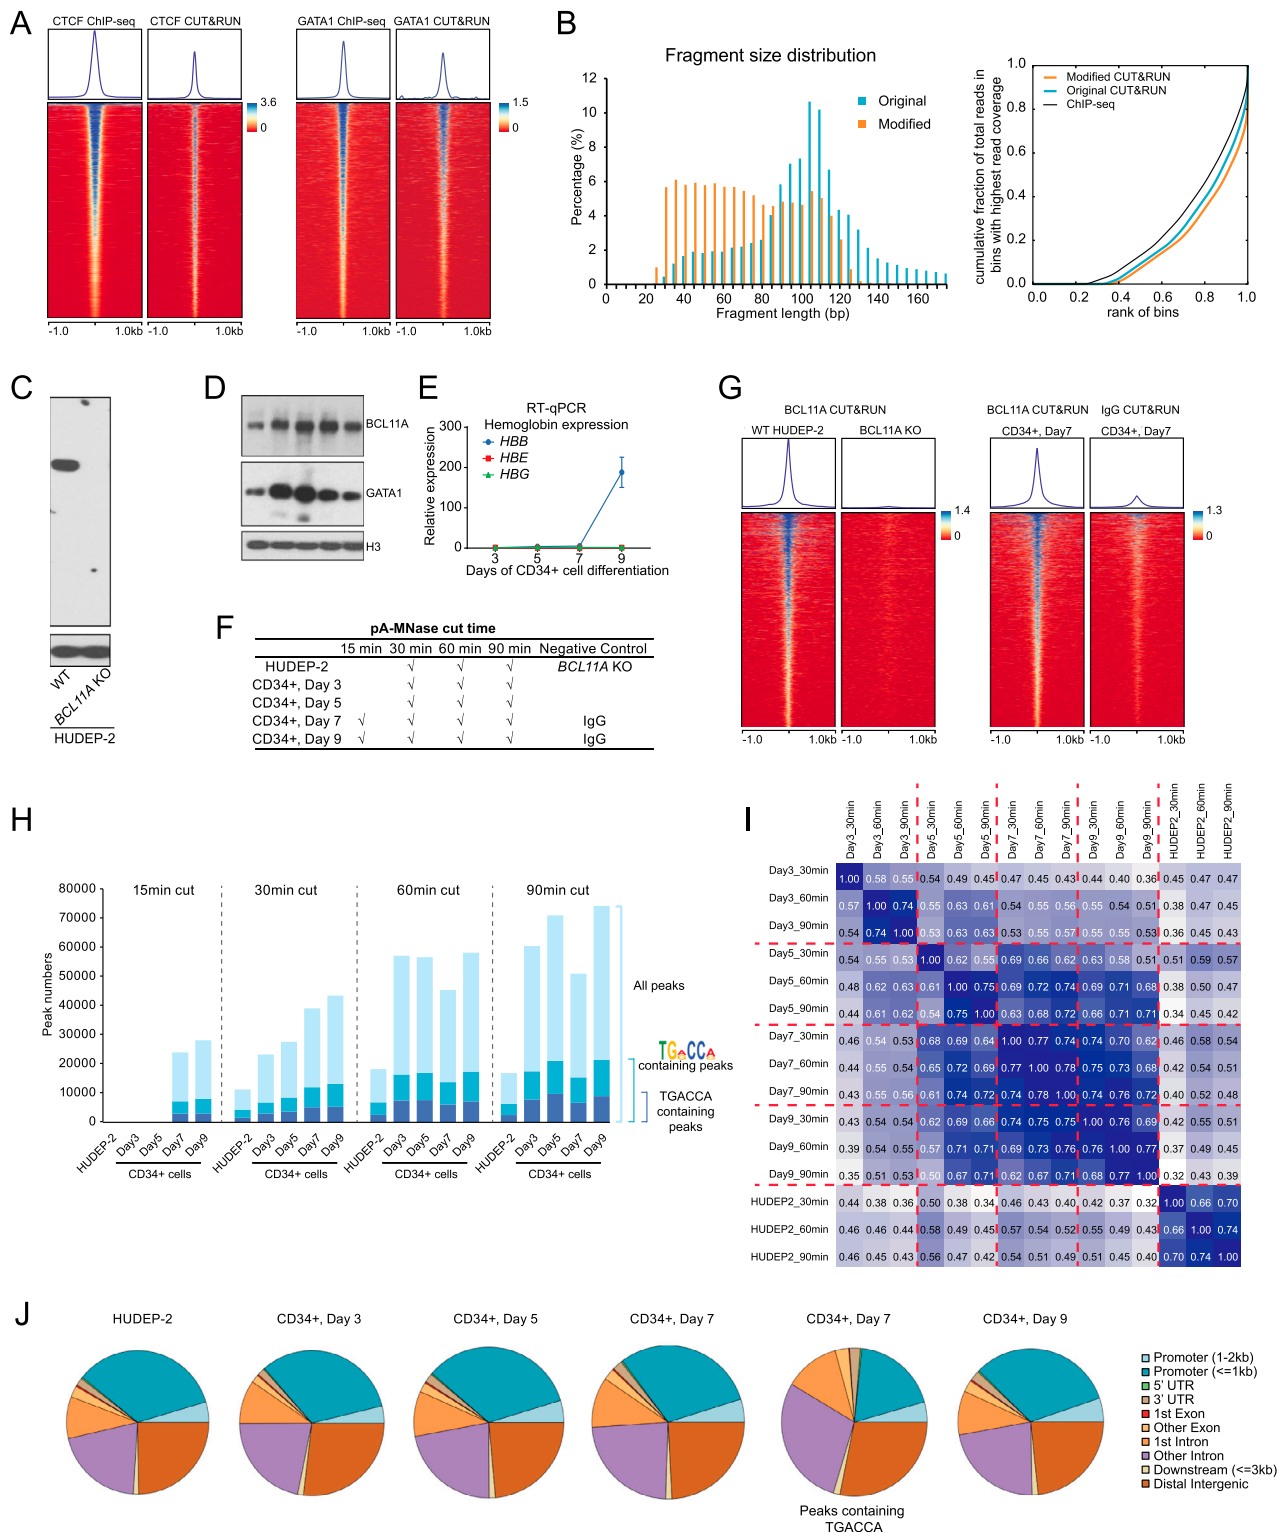 A
CTCF ChIP-seq CTCF CUT&RUN
GATA1 ChIP-seq GATA1 CUT&RUN
3.6
0
1.5
0
-1.0 1.0kb -1.0 1.0kb
-1.0 1.0kb -1.0 1.0kb
B
Fragment size distribution
Percentage (%)
12
10
8
6
4
2
0
Original
Modified
0 20 40 60 80 100 120 140 160
Fragment length (bp)
cumulative fraction of total reads in
bins with highest read coverage
1.0
0.8
0.6
0.4
0.2
0.0
Modified CUT&RUN
Original CUT&RUN
ChIP-seq
0.0 0.2 0.4 0.6 0.8 1.0
rank of bins
C
WT
BCL11A KO
HUDEP-2
D
BCL11A
GATA1
H3
E
RT-qPCR
Hemoglobin expression
Relative expression
300
200
100
0
HBB
HBE
HBG
3 5 7 9
Days of CD34+ cell differentiation
F
pA-MNase cut time
15 min 30 min 60 min 90 min Negative Control
HUDEP-2 √ √ √ BCL11A KO
CD34+, Day 3 √ √ √
CD34+, Day 5 √ √ √
CD34+, Day 7 √ √ √ √ IgG
CD34+, Day 9 √ √ √ √ IgG
G
BCL11A CUT&RUN
WT HUDEP-2 BCL11A KO
BCL11A CUT&RUN IgG CUT&RUN
CD34+, Day7 CD34+, Day7
1.4
0
1.3
0
-1.0 1.0kb -1.0 1.0kb
-1.0 1.0kb -1.0 1.0kb
H
Peak numbers
80000
70000
60000
50000
40000
30000
20000
10000
0
15min cut 30min cut 60min cut 90min cut
All peaks
TGACCA
containing peaks
TGACCA
containing
peaks
HUDEP-2 Day3 Day5 Day7 Day9
HUDEP-2 Day3 Day5 Day7 Day9
HUDEP-2 Day3 Day5 Day7 Day9
HUDEP-2 Day3 Day5 Day7 Day9
CD34+ cells CD34+ cells CD34+ cells CD34+ cells
I
Day3_30min Day3_60min Day3_90min Day5_30min Day5_60min Day5_90min Day7_30min Day7_60min Day7_90min Day9_30min Day9_60min Day9_90min HUDEP2_30min HUDEP2_60min HUDEP2_90min
Day3_30min 1.00 0.58 0.55 0.54 0.49 0.45 0.47 0.45 0.43 0.44 0.40 0.36 0.45 0.47 0.47
Day3_60min 0.57 1.00 0.74 0.55 0.63 0.61 0.54 0.55 0.56 0.55 0.54 0.51 0.38 0.47 0.45
Day3_90min 0.54 0.74 1.00 0.53 0.63 0.63 0.53 0.55 0.57 0.55 0.55 0.53 0.36 0.45 0.43
Day5_30min 0.54 0.55 0.53 1.00 0.62 0.55 0.69 0.66 0.62 0.63 0.58 0.51 0.51 0.59 0.57
Day5_60min 0.48 0.62 0.63 0.61 1.00 0.75 0.69 0.72 0.74 0.69 0.71 0.68 0.38 0.50 0.47
Day5_90min 0.44 0.61 0.62 0.54 0.75 1.00 0.63 0.68 0.72 0.66 0.71 0.71 0.34 0.45 0.42
Day7_30min 0.46 0.54 0.53 0.68 0.69 0.64 1.00 0.77 0.74 0.74 0.70 0.62 0.46 0.58 0.54
Day7_60min 0.44 0.55 0.54 0.65 0.72 0.69 0.77 1.00 0.78 0.75 0.73 0.68 0.42 0.54 0.51
Day7_90min 0.43 0.55 0.56 0.61 0.74 0.72 0.74 0.78 1.00 0.74 0.76 0.72 0.40 0.52 0.48
Day9_30min 0.43 0.54 0.54 0.62 0.69 0.66 0.74 0.75 0.75 1.00 0.76 0.69 0.42 0.55 0.51
Day9_60min 0.39 0.54 0.55 0.57 0.71 0.71 0.69 0.73 0.76 0.76 1.00 0.77 0.37 0.49 0.45
Day9_90min 0.35 0.51 0.53 0.50 0.67 0.71 0.62 0.67 0.71 0.68 0.77 1.00 0.32 0.43 0.39
HUDEP2_30min 0.44 0.38 0.36 0.50 0.38 0.34 0.46 0.43 0.40 0.42 0.37 0.32 1.00 0.66 0.70
HUDEP2_60min 0.46 0.46 0.44 0.58 0.49 0.45 0.57 0.54 0.52 0.55 0.49 0.43 0.66 1.00 0.74
HUDEP2_90min 0.46 0.45 0.43 0.56 0.47 0.42 0.54 0.51 0.49 0.51 0.45 0.40 0.70 0.74 1.00
J
HUDEP-2 CD34+, Day 3 CD34+, Day 5 CD34+, Day 7 CD34+, Day 7 CD34+, Day 9
Peaks containing
TGACCA
Promoter (1-2kb)
Promoter (<=1kb)
5' UTR
3' UTR
1st Exon
Other Exon
1st Intron
Other Intron
Downstream (<=3kb)
Distal Intergenic